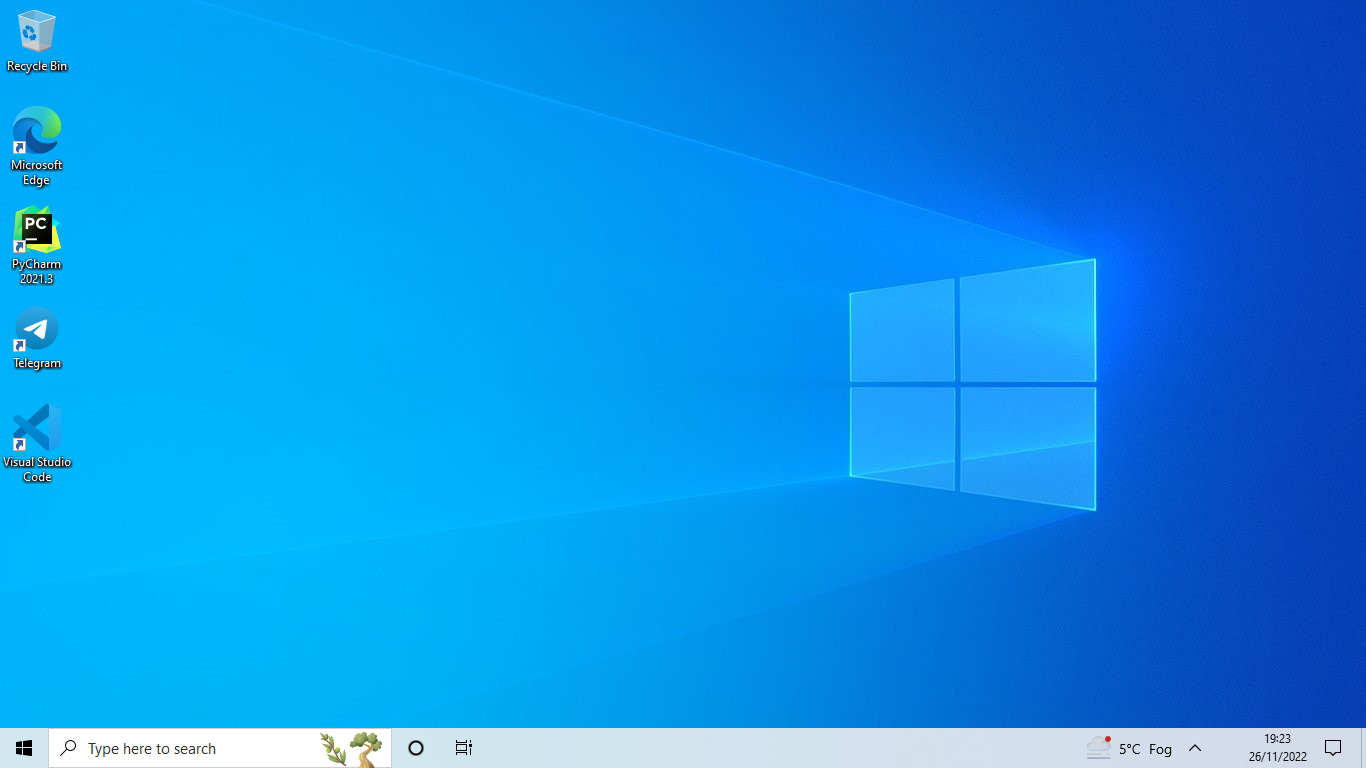 Recycle Bin
Microsoft
Edge
PC
PyCharm
2021.3
Telegram
Visual Studio
Code
Type here to search
5°C Fog
19:23
26/11/2022